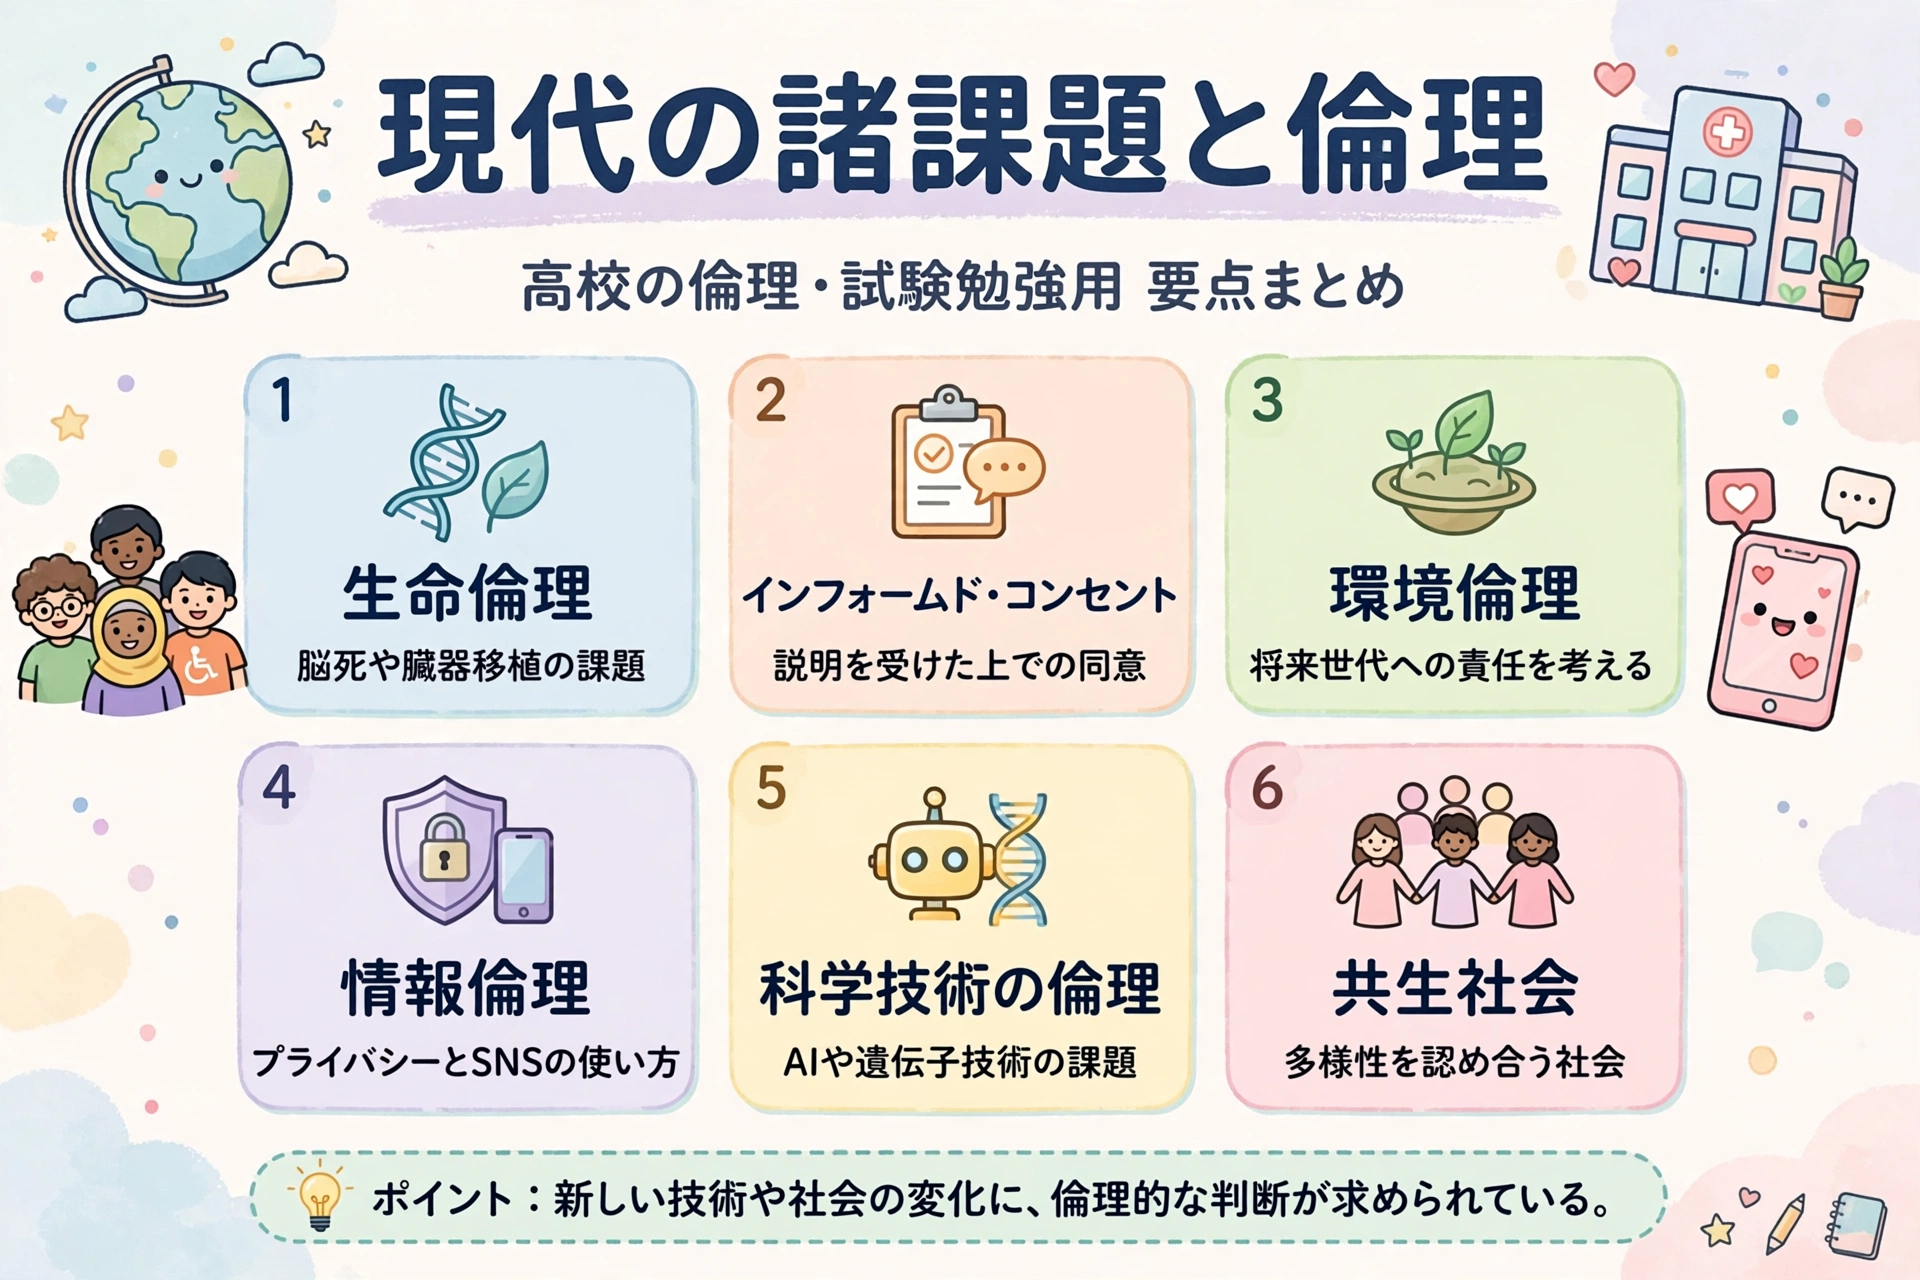 現代の諸課題と倫理
高校の倫理・試験勉強用 要点まとめ
1
生命倫理
脳死や臓器移植の課題
2
インフォームド・コンセント
説明を受けた上での同意
3
環境倫理
将来世代への責任を考える
4
情報倫理
プライバシーとSNSの使い方
5
科学技術の倫理
AIや遺伝子技術の課題
6
共生社会
多様性を認め合う社会
ポイント：新しい技術や社会の変化に、倫理的な判断が求められている。